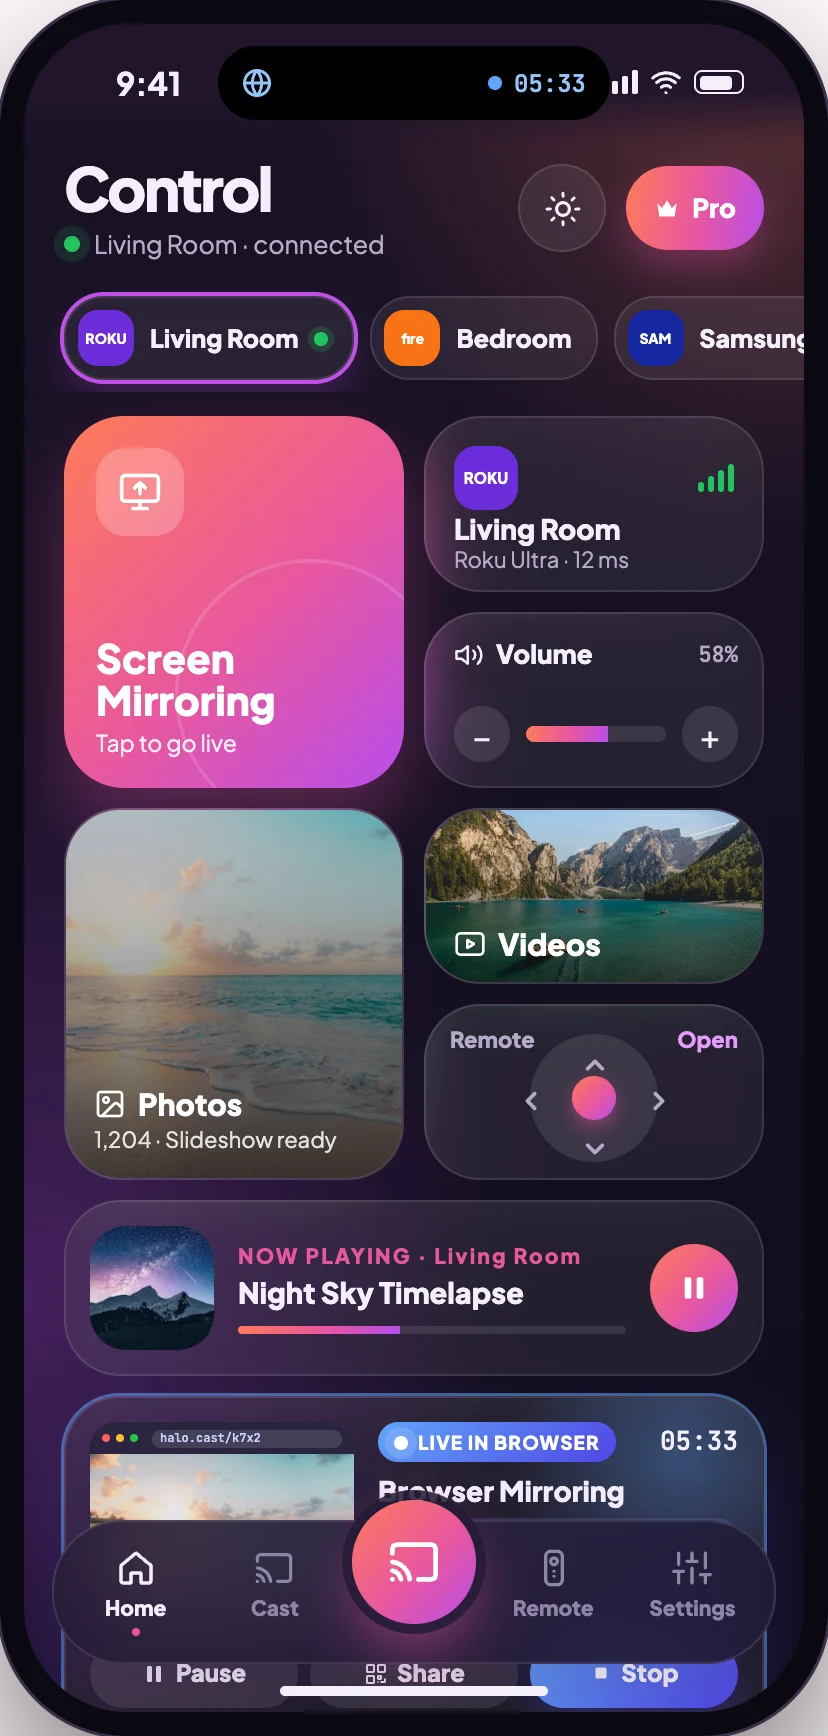 9:41
05:33
Control
Pro
Living Room · connected
ROKU
Living Room
fire
Bedroom
SAM
Samsung
Screen
Mirroring
Tap to go live
ROKU
Living Room
Roku Ultra · 12 ms
Volume
58%
−
+
Photos
1,204 · Slideshow ready
Videos
Remote
Open
NOW PLAYING · Living Room
Night Sky Timelapse
halo.cast/k7x2
LIVE IN BROWSER
05:33
Browser Mirroring
Home
Cast
Remote
Settings
Pause
Share
Stop